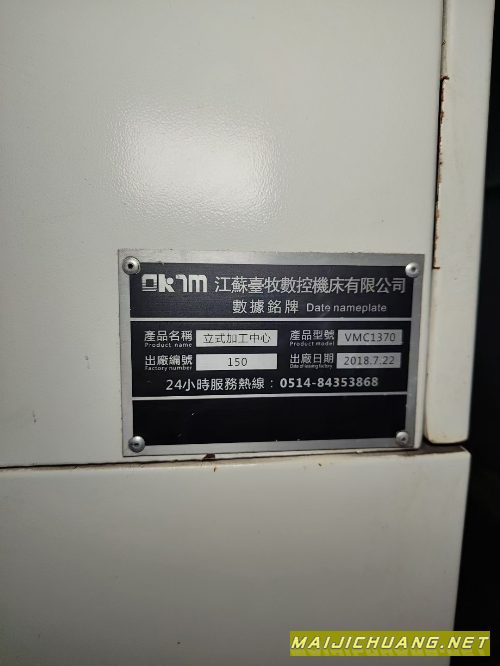 OKTM 江蘇臺牧數控機床有限公司
數據銘牌 Date nameplate
產品名稱 立式加工中心 產品型號 VMC1370
Product name Product model
出廠編號 150 出廠日期 2018.7.22
Factory number Date of leaving factory
24小時服務熱線：0514-84353868
MAIJICHUANG.NET